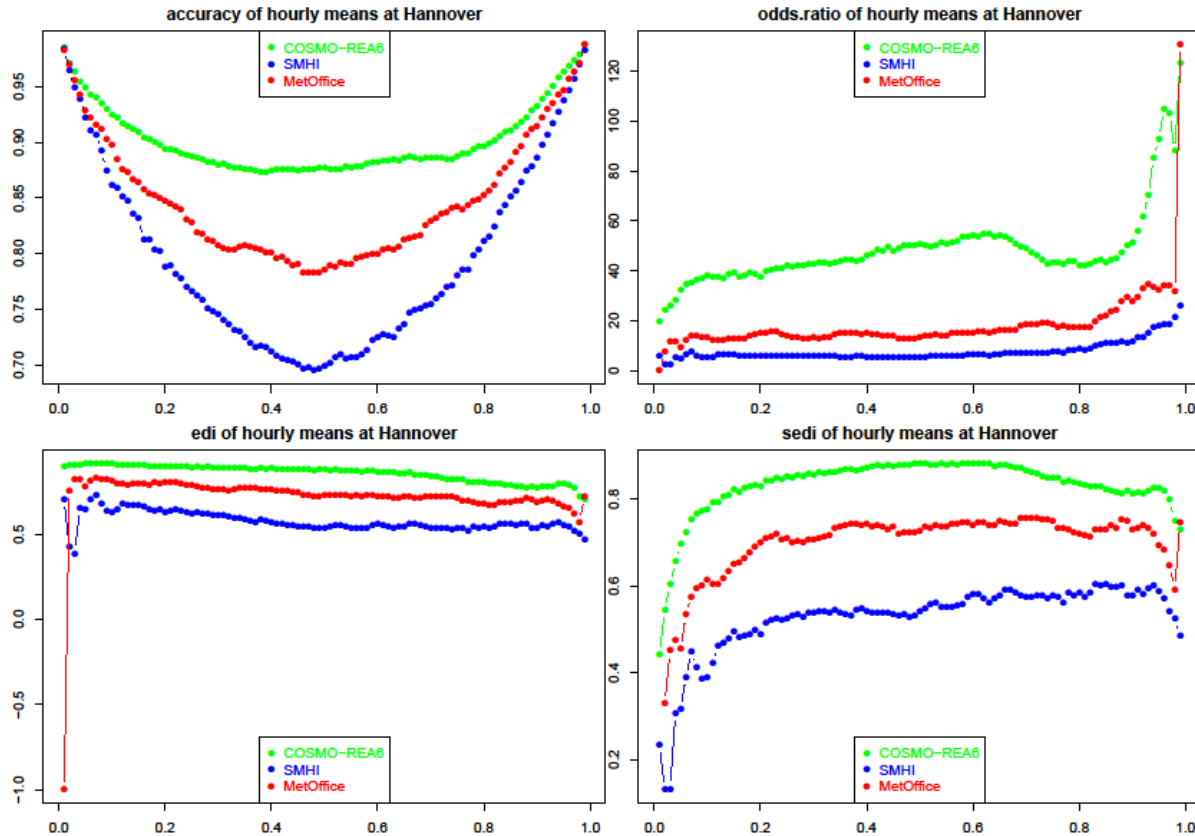 accuracy of hourly means at Hannover
COSMO-REA6
SMHI
MetOffice
0.95
0.90
0.85
0.80
0.75
0.70
0.0 0.2 0.4 0.6 0.8 1.0
odds.ratio of hourly means at Hannover
COSMO-REA6
SMHI
MetOffice
120
100
80
60
40
20
0
0.0 0.2 0.4 0.6 0.8 1.0
edi of hourly means at Hannover
0.5
0.0
-0.5
-1.0
COSMO-REA6
SMHI
MetOffice
0.0 0.2 0.4 0.6 0.8 1.0
sedi of hourly means at Hannover
0.8
0.6
0.4
0.2
COSMO-REA6
SMHI
MetOffice
0.0 0.2 0.4 0.6 0.8 1.0